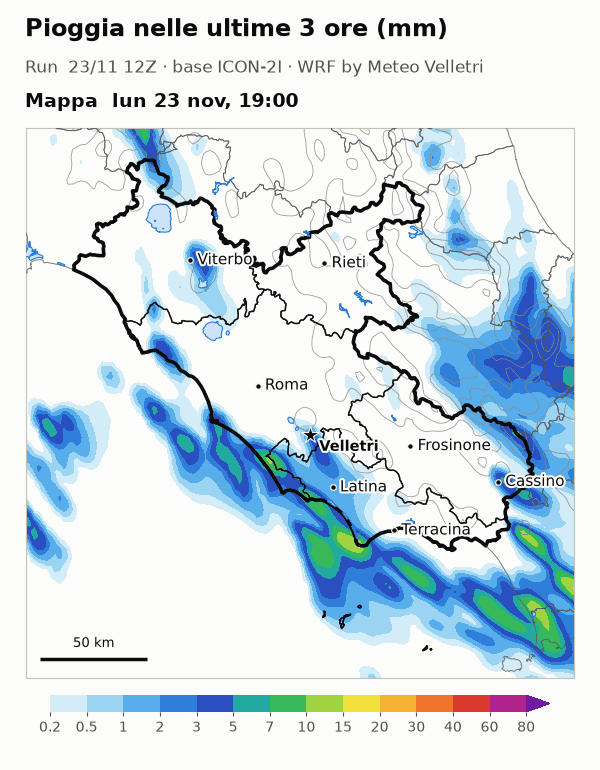 Pioggia nelle ultime 3 ore (mm)
Run  23/11 12Z · base ICON-2I · WRF by Meteo Velletri
Mappa  lun 23 nov, 19:00
Viterbo
Rieti
Roma
Velletri
Frosinone
Cassino
Latina
Terracina
50 km
0.2 0.5 1 2 3 5 7 10 15 20 30 40 60 80